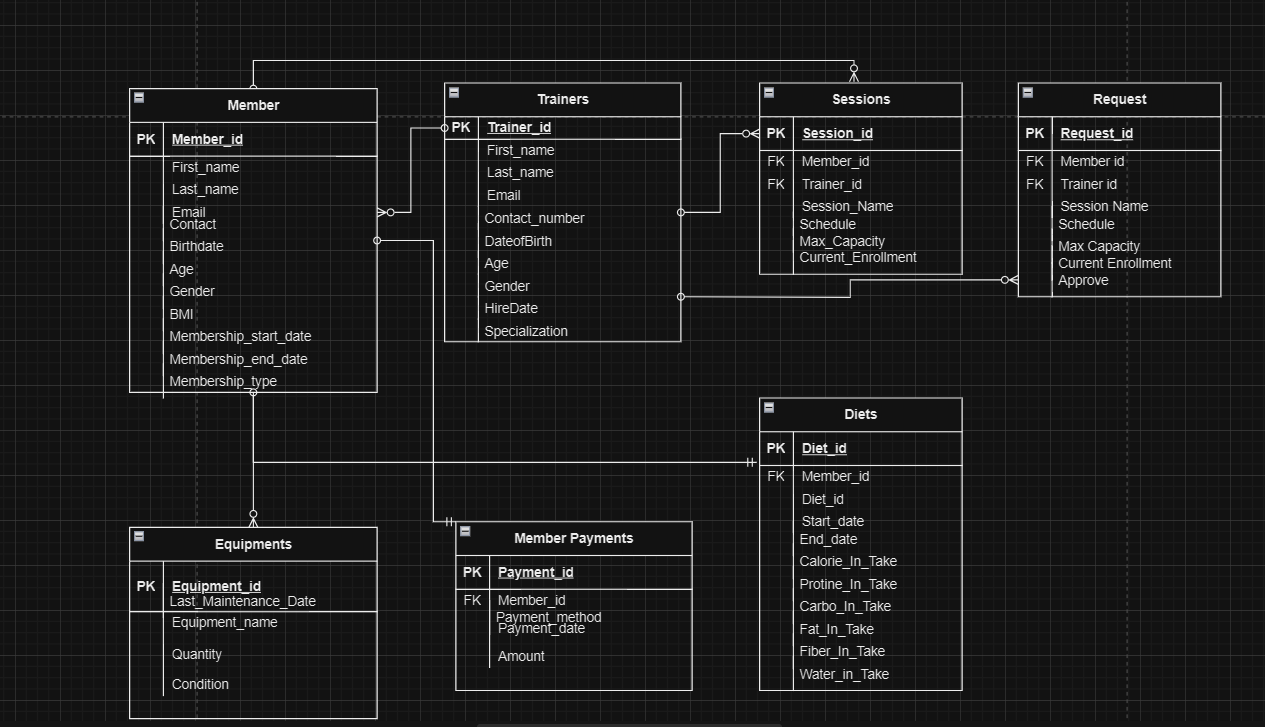 Member
PK Member_id
First_name
Last_name
Email
Contact
Birthdate
Age
Gender
BMI
Membership_start_date
Membership_end_date
Membership_type
Trainers
PK Trainer_id
First_name
Last_name
Email
Contact_number
DateofBirth
Age
Gender
HireDate
Specialization
Sessions
PK Session_id
FK Member_id
FK Trainer_id
Session_Name
Schedule
Max_Capacity
Current_Enrollment
Request
PK Request_id
FK Member id
FK Trainer id
Session Name
Schedule
Max Capacity
Current Enrollment
Approve
Equipments
PK Equipment_id
Last_Maintenance_Date
Equipment_name
Quantity
Condition
Member Payments
PK Payment_id
FK Member_id
Payment_method
Payment_date
Amount
Diets
PK Diet_id
FK Member_id
Diet_id
Start_date
End_date
Calorie_In_Take
Protine_In_Take
Carbo_In_Take
Fat_In_Take
Fiber_In_Take
Water_in_Take